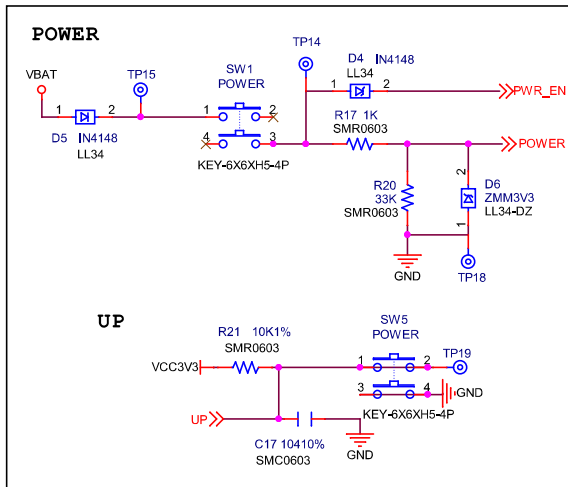 POWER
VBAT
TP15
SW1
POWER
TP14
D4 IN4148
LL34
1 2
PWR_EN
1 2
D5 IN4148
LL34
1 2
4 3
KEY-6X6XH5-4P
R17 1K
SMR0603
POWER
R20
33K
SMR0603
2
D6
ZMM3V3
LL34-DZ
1
GND
TP18
UP
R21 10K1%
SMR0603
SW5
POWER
VCC3V3
1 2
TP19
3 4
GND
KEY-6X6XH5-4P
UP
C17 10410%
SMC0603
GND